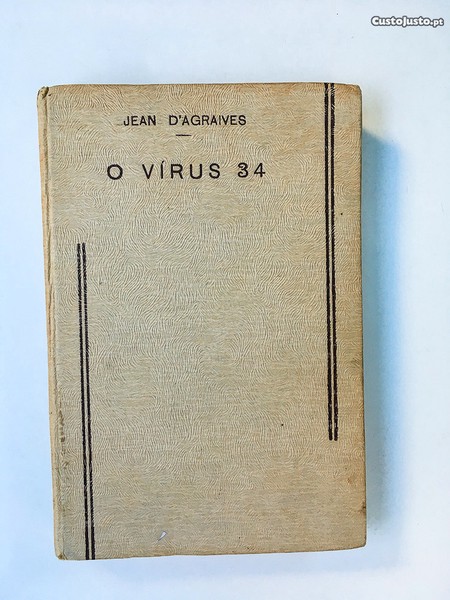 CustoJusto.pt
JEAN D'AGRAIVES
O VÍRUS 34